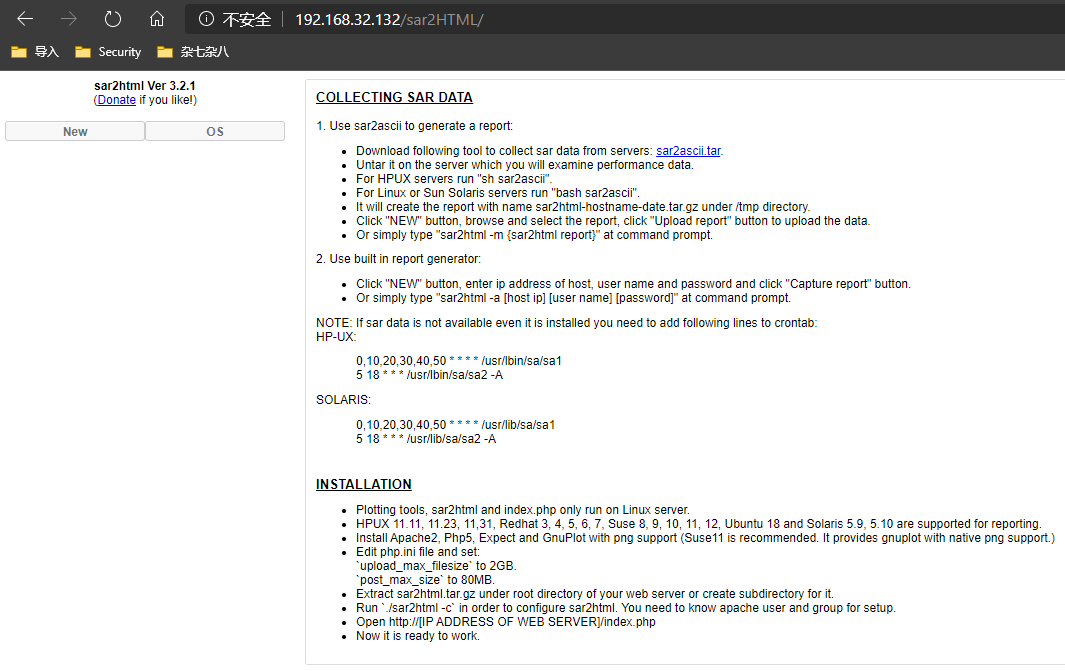 不安全 192.168.32.132/sar2HTML/
导入 Security 杂七杂八
sar2html Ver 3.2.1
(Donate if you like!)
New OS
COLLECTING SAR DATA
1. Use sar2ascii to generate a report:
Download following tool to collect sar data from servers: sar2ascii.tar.
Untar it on the server which you will examine performance data.
For HPUX servers run "sh sar2ascii".
For Linux or Sun Solaris servers run "bash sar2ascii".
It will create the report with name sar2html-hostname-date.tar.gz under /tmp directory.
Click "NEW" button, browse and select the report, click "Upload report" button to upload the data.
Or simply type "sar2html -m {sar2html report}" at command prompt.
2. Use built in report generator:
Click "NEW" button, enter ip address of host, user name and password and click "Capture report" button.
Or simply type "sar2html -a [host ip] [user name] [password]" at command prompt.
NOTE: If sar data is not available even it is installed you need to add following lines to crontab:
HP-UX:
0,10,20,30,40,50 * * * * /usr/lbin/sa/sa1
5 18 * * * /usr/lbin/sa/sa2 -A
SOLARIS:
0,10,20,30,40,50 * * * * /usr/lib/sa/sa1
5 18 * * * /usr/lib/sa/sa2 -A
INSTALLATION
Plotting tools, sar2html and index.php only run on Linux server.
HPUX 11.11, 11.23, 11,31, Redhat 3, 4, 5, 6, 7, Suse 8, 9, 10, 11, 12, Ubuntu 18 and Solaris 5.9, 5.10 are supported for reporting.
Install Apache2, Php5, Expect and GnuPlot with png support (Suse11 is recommended. It provides gnuplot with native png support.)
Edit php.ini file and set:
`upload_max_filesize` to 2GB.
`post_max_size` to 80MB.
Extract sar2html.tar.gz under root directory of your web server or create subdirectory for it.
Run `./sar2html -c` in order to configure sar2html. You need to know apache user and group for setup.
Open http://[IP ADDRESS OF WEB SERVER]/index.php
Now it is ready to work.